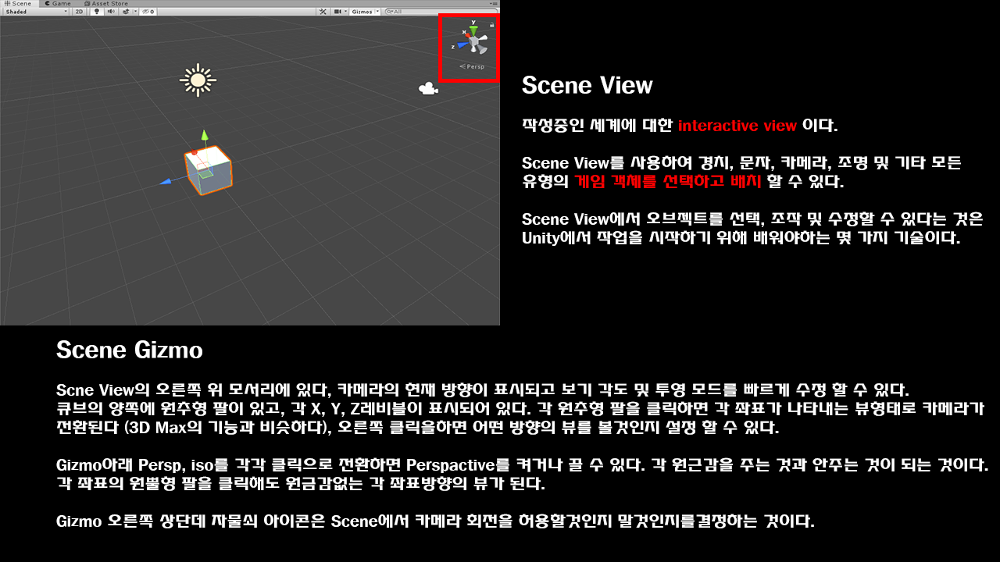 Scene
Game
Asset Store
Shaded
2D
0
Gizmos
All
y
x
z
Persp
Scene View
작성중인 세계에 대한 interactive view 이다.
Scene View를 사용하여 경치, 문자, 카메라, 조명 및 기타 모든
유형의 게임 객체를 선택하고 배치 할 수 있다.
Scene View에서 오브젝트를 선택, 조작 및 수정할 수 있다는 것은
Unity에서 작업을 시작하기 위해 배워야하는 몇 가지 기술이다.
Scene Gizmo
Scne View의 오른쪽 위 모서리에 있다, 카메라의 현재 방향이 표시되고 보기 각도 및 투영 모드를 빠르게 수정 할 수 있다.
큐브의 양쪽에 원추형 팔이 있고, 각 X, Y, Z레비블이 표시되어 있다. 각 원추형 팔을 클릭하면 각 좌표가 나타내는 뷰형태로 카메라가
전환된다 (3D Max의 기능과 비슷하다), 오른쪽 클릭을하면 어떤 방향의 뷰를 볼것인지 설정 할 수 있다.
Gizmo아래 Persp, iso를 각각 클릭으로 전환하면 Perspactive를 켜거나 끌 수 있다. 각 원근감을 주는 것과 안주는 것이 되는 것이다.
각 좌표의 원뿔형 팔을 클릭해도 원금감없는 각 좌표방향의 뷰가 된다.
Gizmo 오른쪽 상단데 자물쇠 아이콘은 Scene에서 카메라 회전을 허용할것인지 말것인지를결정하는 것이다.